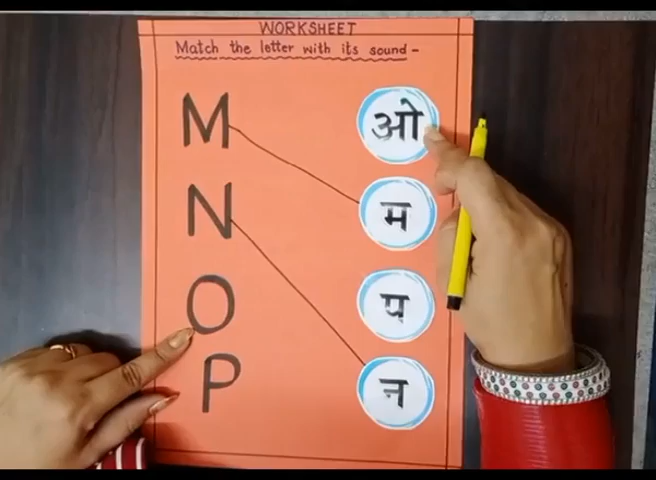 WORKSHEET
Match the letter with its sound -
M ओ
N म
O प
P न